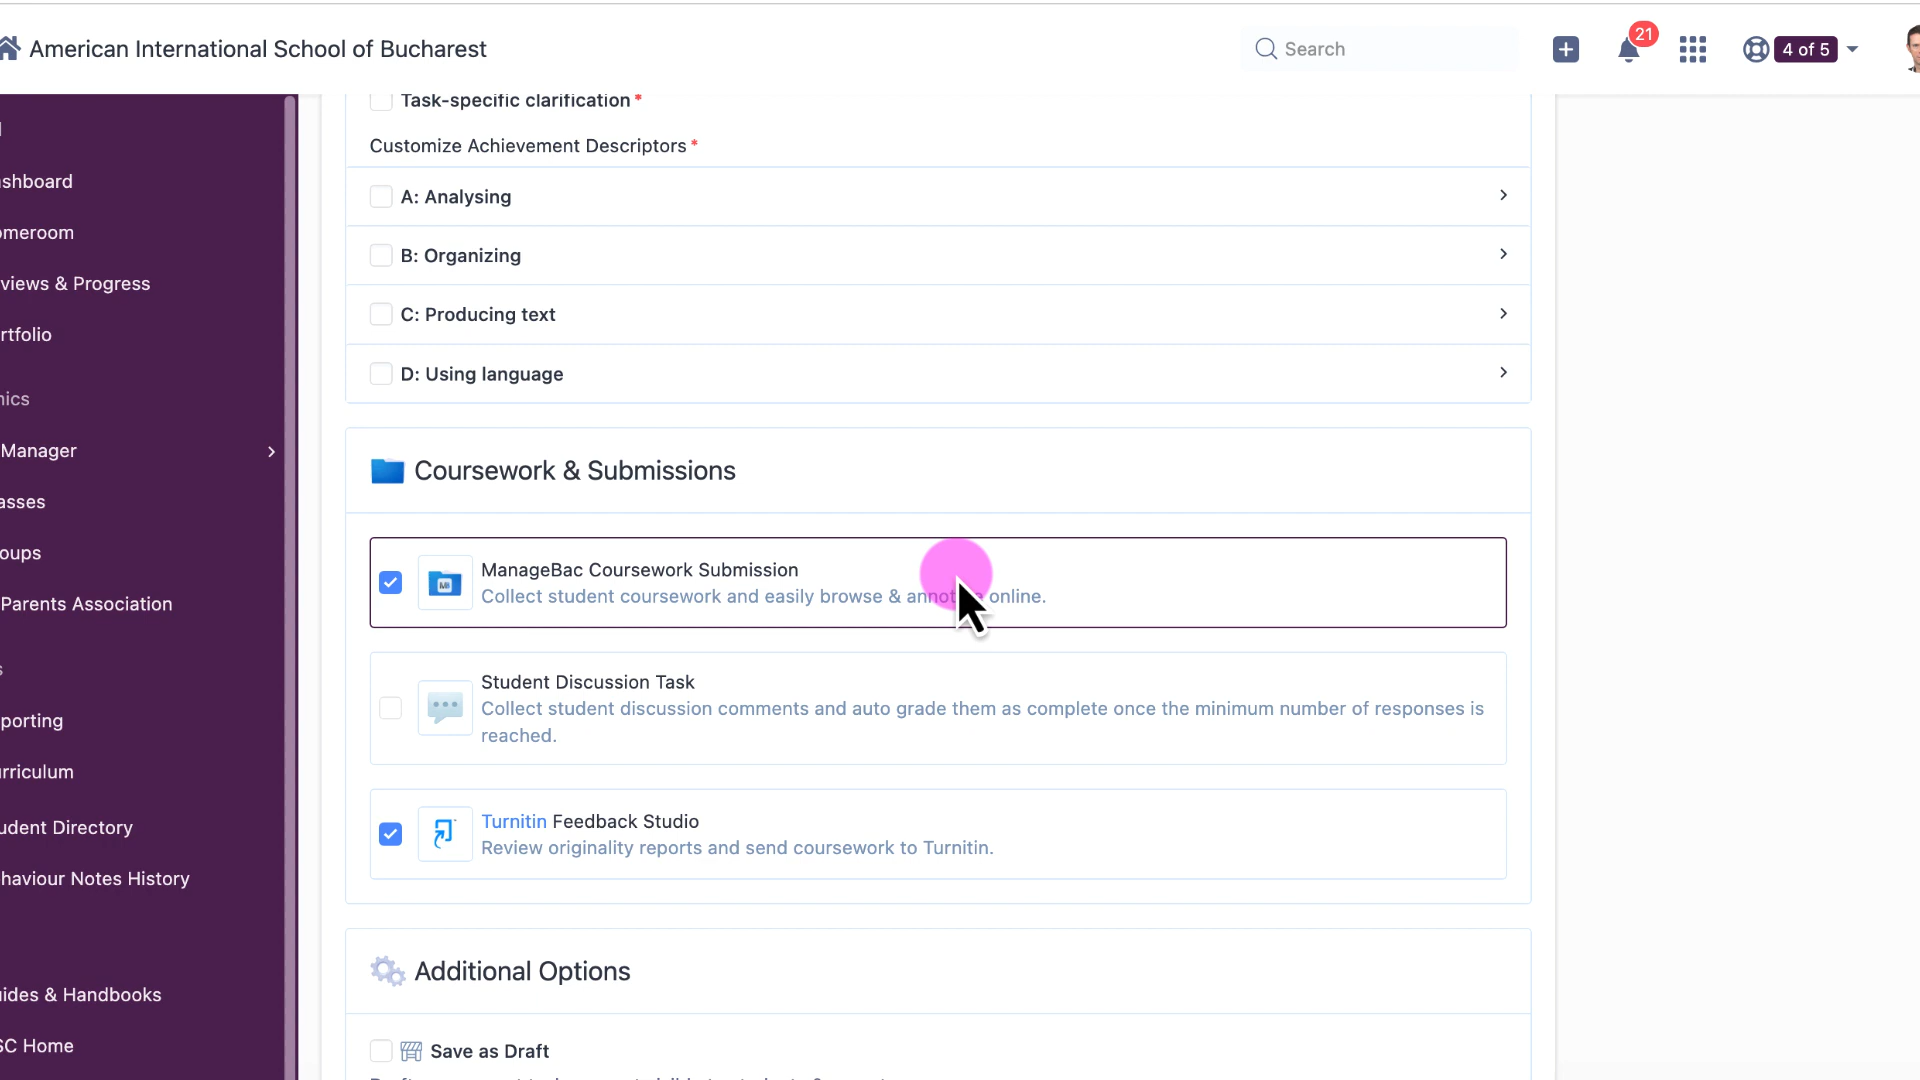 American International School of Bucharest
Search
21
4 of 5
shboard
meroom
views & Progress
rtfolio
nics
Manager
asses
oups
Parents Association
s
porting
rriculum
udent Directory
haviour Notes History
uides & Handbooks
SC Home
Task-specific clarification *
Customize Achievement Descriptors *
A: Analysing
B: Organizing
C: Producing text
D: Using language
Coursework & Submissions
ManageBac Coursework Submission
Collect student coursework and easily browse & online.
Student Discussion Task
Collect student discussion comments and auto grade them as complete once the minimum number of responses is
reached.
Turnitin Feedback Studio
Review originality reports and send coursework to Turnitin.
Additional Options
Save as Draft